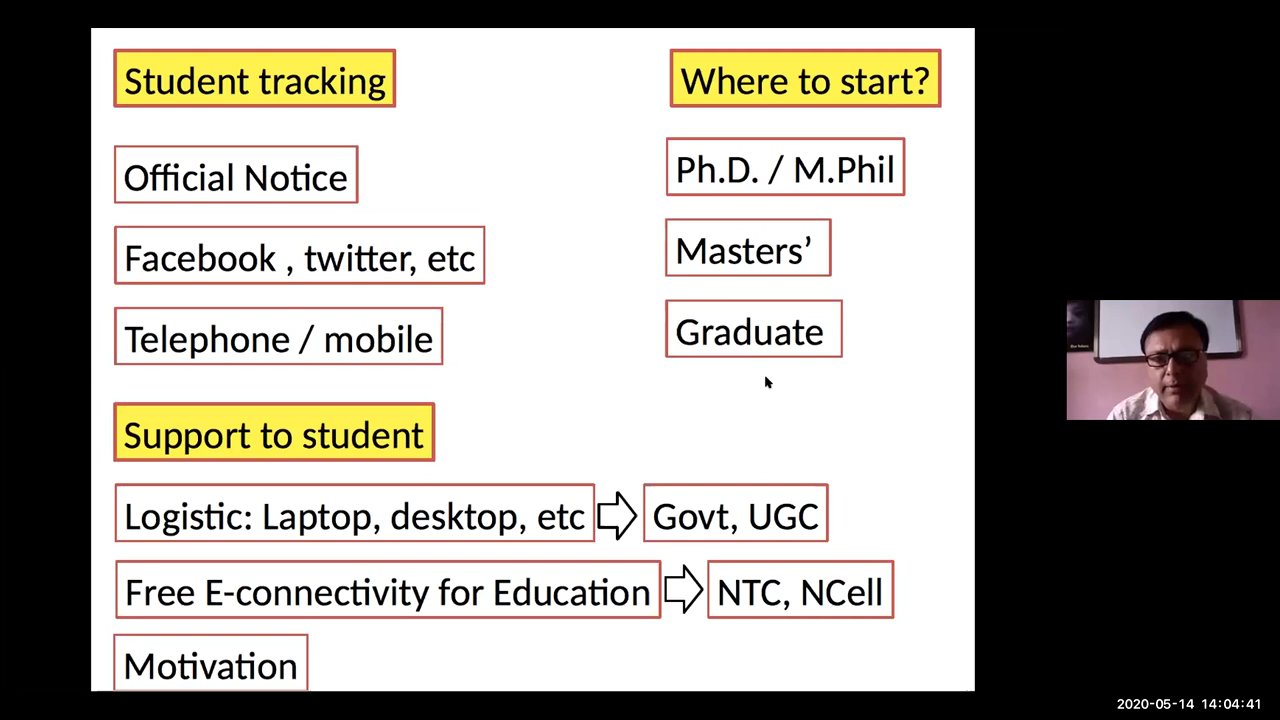 Student tracking
Official Notice
Facebook , twitter, etc
Telephone / mobile
Where to start?
Ph.D. / M.Phil
Masters’
Graduate
Support to student
Logistic: Laptop, desktop, etc
Govt, UGC
Free E-connectivity for Education
NTC, NCell
Motivation
2020-05-14 14:04:41